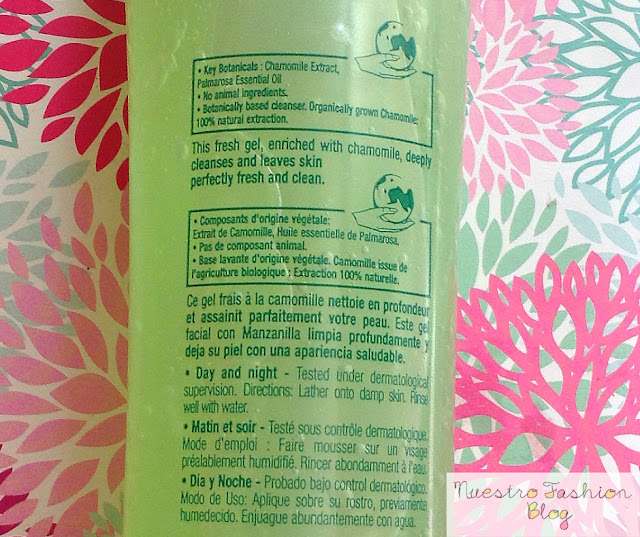 • Key Botanicals : Chamomile Extract,
Palmarosa Essential Oil
• No animal ingredients.
• Botanically based cleanser. Organically grown Chamomile;
100% natural extraction.
This fresh gel, enriched with chamomile, deeply
cleanses and leaves skin
perfectly fresh and clean.
• Composants d'origine végétale:
Extrait de Camomille, Huile essentielle de Palmarosa.
• Pas de composant animal.
• Base lavante d'origine végétale. Camomille issue de
l'agriculture biologique ; Extraction 100% naturelle.
Ce gel frais à la camomille nettoie en profondeur
et assainit parfaitement votre peau. Este gel
facial con Manzanilla limpia profundamente y
deja su piel con una apariencia saludable.
• Day and night - Tested under dermatological
supervision. Directions: Lather onto damp skin. Rinse
well with water.
• Matin et soir - Testé sous contrôle dermatologique.
Mode d'emploi : Faire mousser sur un visage
préalablement humidifié. Rincer abondamment à l'eau.
• Día y Noche - Probado bajo control dermatológico.
Modo de Uso: Aplique sobre su rostro, previamente
humedecido. Enjuague abundantemente con agua.
Nuestro Fashion
Blog